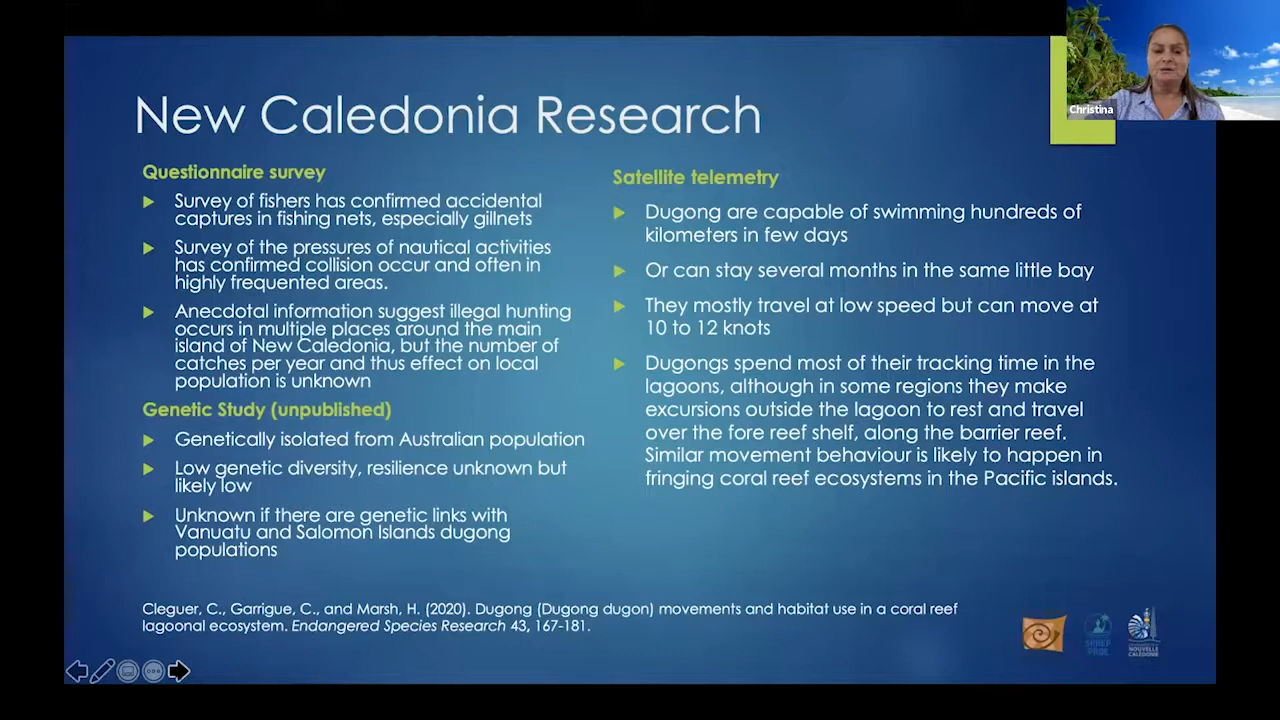 New Caledonia Research
Christina
Questionnaire survey
Survey of fishers has confirmed accidental
captures in fishing nets, especially gillnets
Survey of the pressures of nautical activities
has confirmed collision occur and often in
highly frequented areas.
Anecdotal information suggest illegal hunting
occurs in multiple places around the main
island of New Caledonia, but the number of
catches per year and thus effect on local
population is unknown
Genetic Study (unpublished)
Genetically isolated from Australian population
Low genetic diversity, resilience unknown but
likely low
Unknown if there are genetic links with
Vanuatu and Salomon Islands dugong
populations
Satellite telemetry
Dugong are capable of swimming hundreds of
kilometers in few days
Or can stay several months in the same little bay
They mostly travel at low speed but can move at
10 to 12 knots
Dugongs spend most of their tracking time in the
lagoons, although in some regions they make
excursions outside the lagoon to rest and travel
over the fore reef shelf, along the barrier reef.
Similar movement behaviour is likely to happen in
fringing coral reef ecosystems in the Pacific islands.
Cleguer, C., Garrigue, C., and Marsh, H. (2020). Dugong (Dugong dugon) movements and habitat use in a coral reef
lagoonal ecosystem. Endangered Species Research 43, 167-181.
SPREP
PROE
NOUVELLE
CALÉDONIE